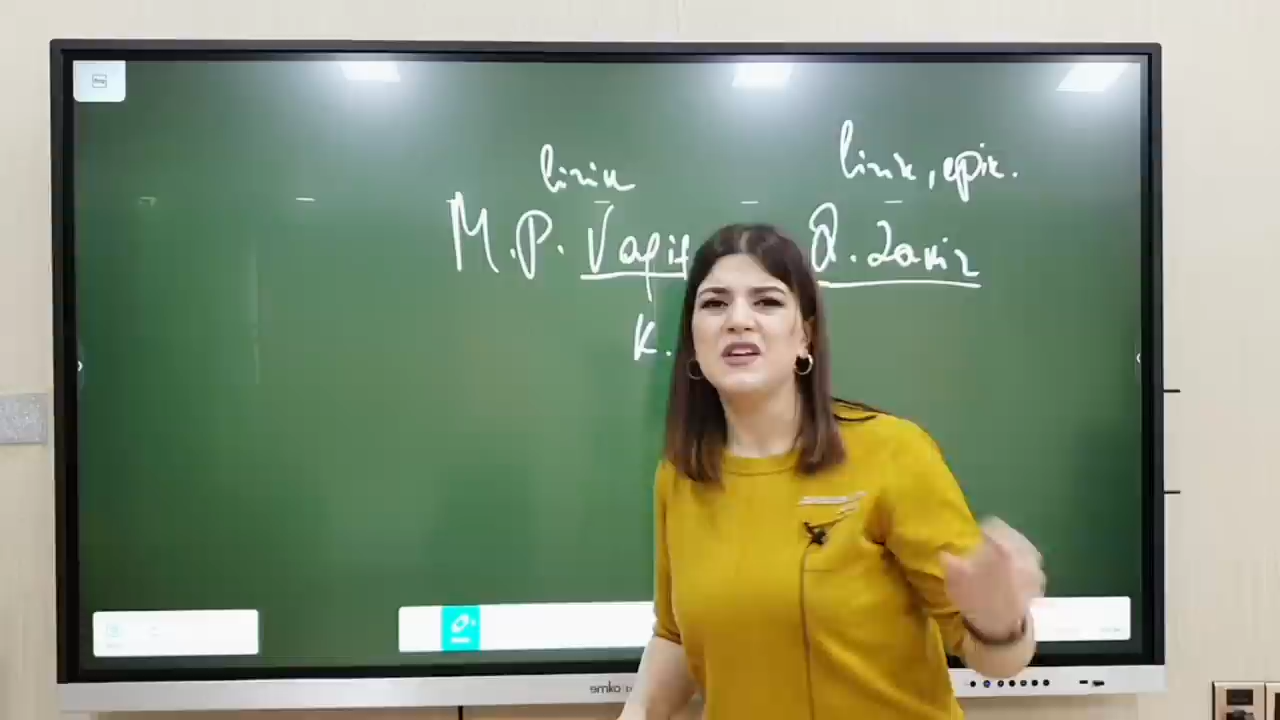 lirik lirik, epik.
M.P. Vaqif Q. Zakir
K.